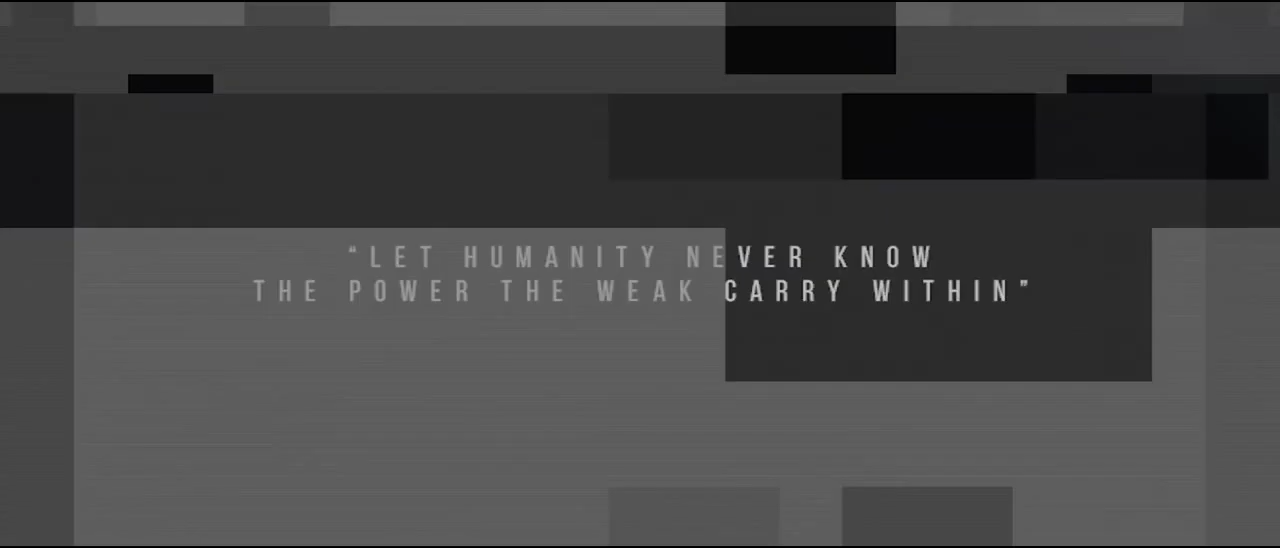 “LET HUMANITY NEVER KNOW
THE POWER THE WEAK CARRY WITHIN”